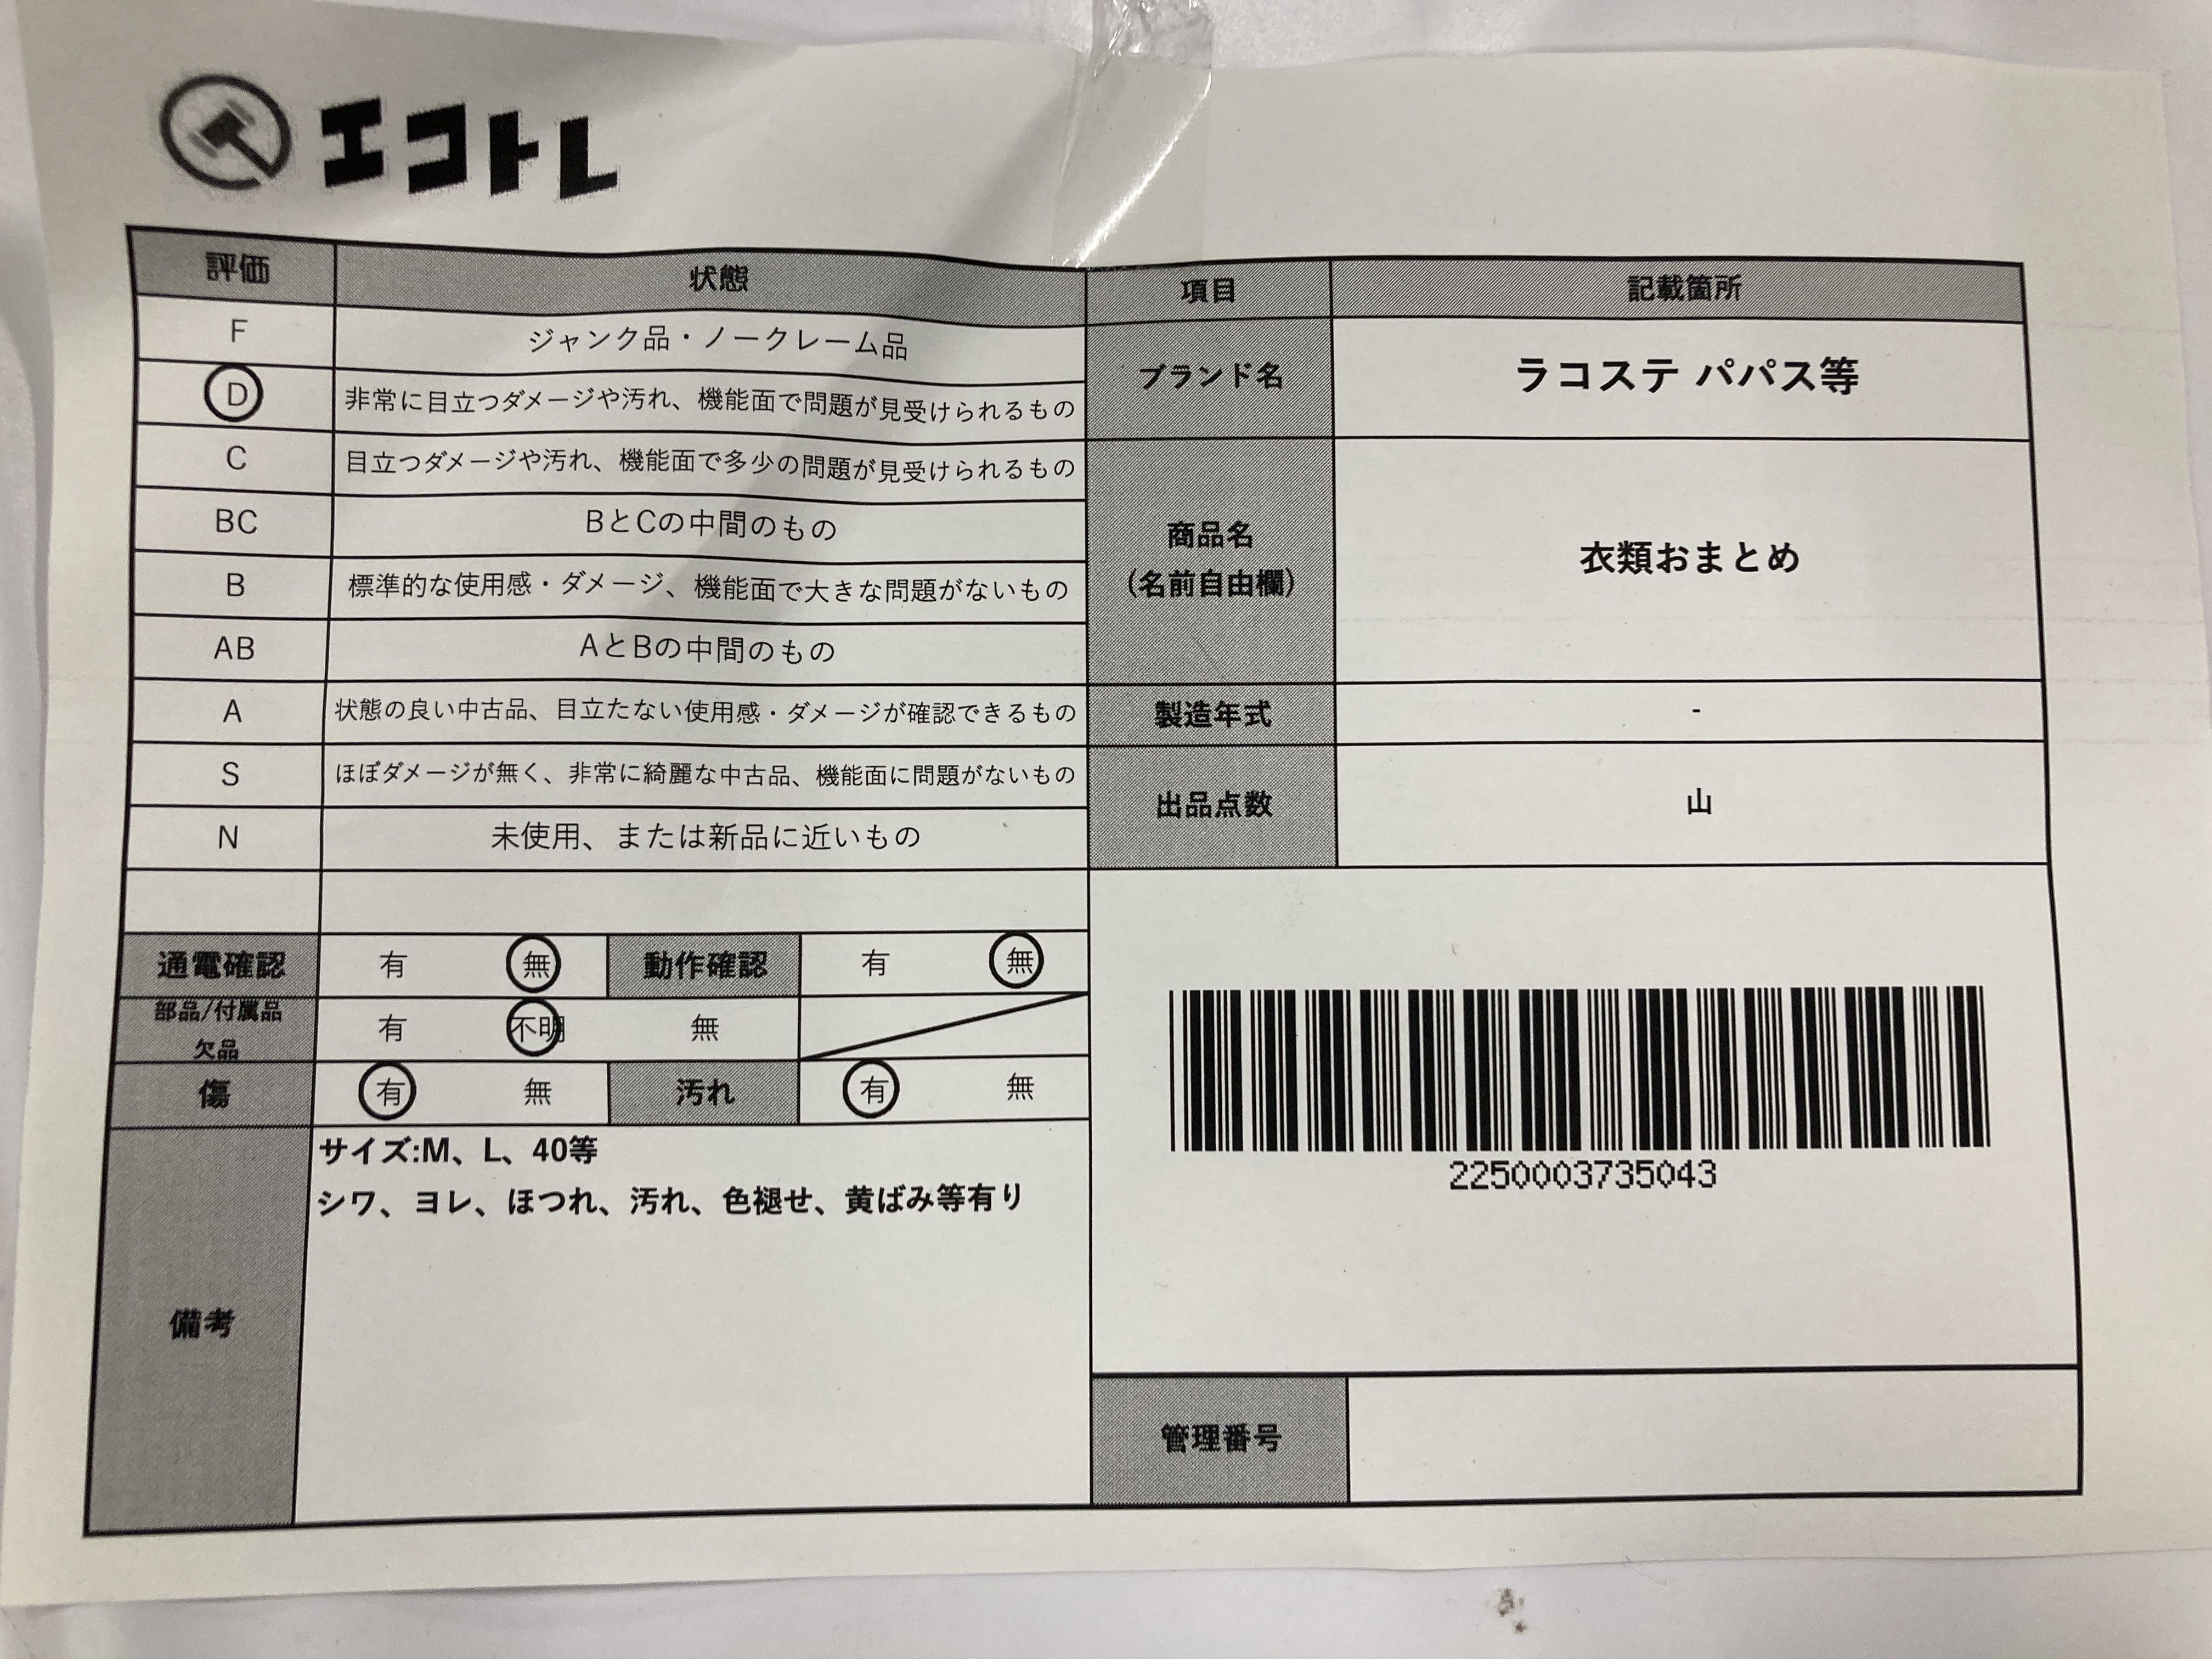 エコトレ
評価 状態
F ジャンク品・ノークレーム品
D 非常に目立つダメージや汚れ、機能面で問題が見受けられるもの
C 目立つダメージや汚れ、機能面で多少の問題が見受けられるもの
BC BとCの中間のもの
B 標準的な使用感・ダメージ、機能面で大きな問題がないもの
AB AとBの中間のもの
A 状態の良い中古品、目立たない使用感・ダメージが確認できるもの
S ほぼダメージが無く、非常に綺麗な中古品、機能面に問題がないもの
N 未使用、または新品に近いもの
通電確認 有 無 動作確認 有 無
部品/付属品
欠品 有 不明 無
傷 有 無 汚れ 有 無
備考
サイズ:M、L、40等
シワ、ヨレ、ほつれ、汚れ、色褪せ、黄ばみ等有り
項目 記載箇所
ブランド名 ラコステ パパス等
商品名
(名前自由欄) 衣類おまとめ
製造年式 -
出品点数 山
2250003735043
管理番号